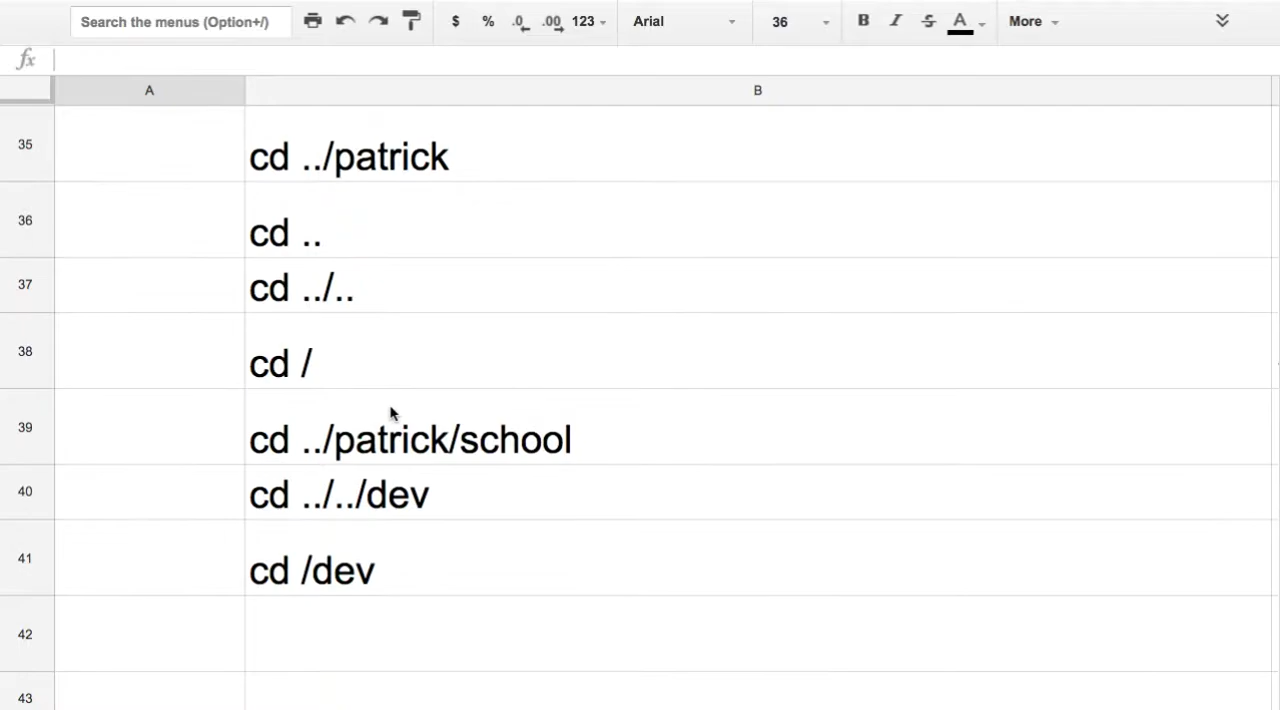 Search the menus (Option+/) $ % .0 .00 123 Arial 36 B I S A More
fx
A B
35 cd ../patrick
36 cd ..
37 cd ../..
38 cd /
39 cd ../patrick/school
40 cd ../../dev
41 cd /dev
42
43